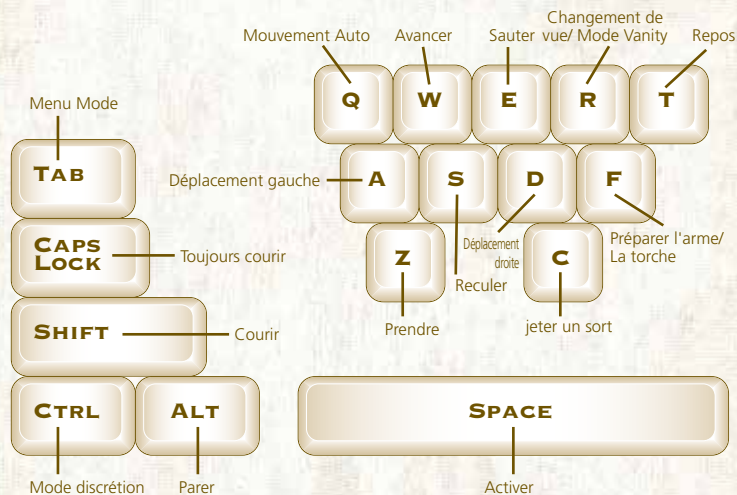 Changement de
Mouvement Auto Avancer Sauter vue/ Mode Vanity Repos
Q W E R T
Menu Mode
TAB
Déplacement gauche A S D F
CAPS
LOCK
Toujours courir
Z
Déplacement
droite
C
Préparer l'arme/
La torche
Reculer
SHIFT
Courir
Prendre
jeter un sort
CTRL ALT SPACE
Mode discrétion Parer Activer